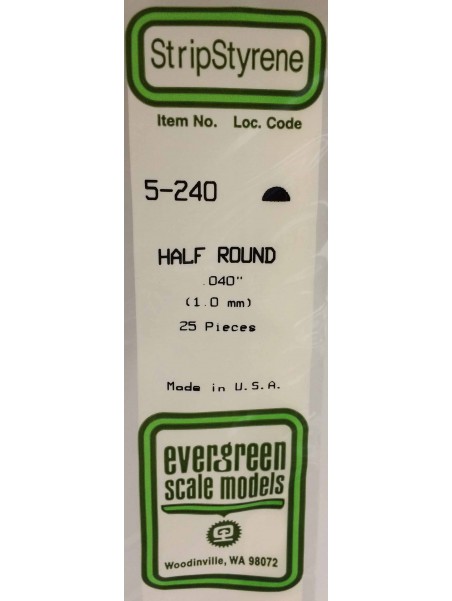 StripStyrene
Item No. Loc. Code
5-240
HALF ROUND
.040"
(1.0 mm)
25 Pieces
Made in U.S.A.
evergreen
scale models
Woodinville, WA 98072